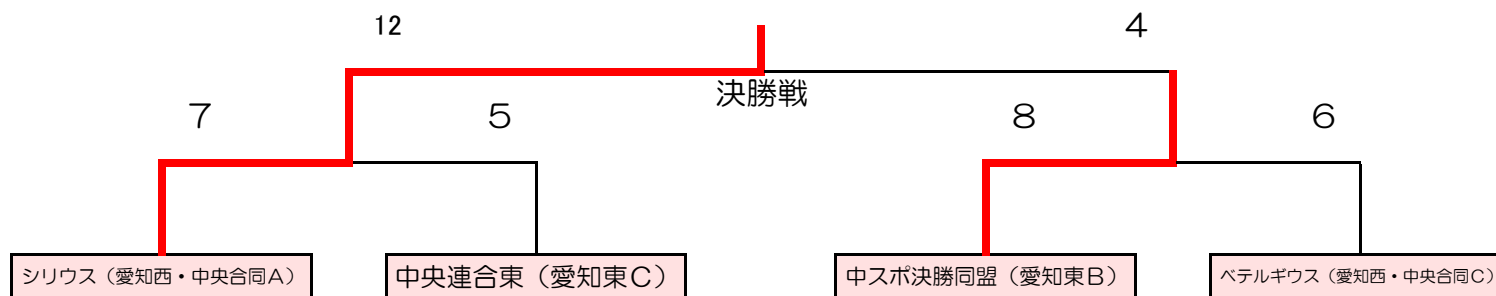 12
4
決勝戦
7
5
8
6
シリウス（愛知西・中央合同A）
中央連合東（愛知東C）
中スポ決勝同盟（愛知東B）
ベテルギウス（愛知西・中央合同C）